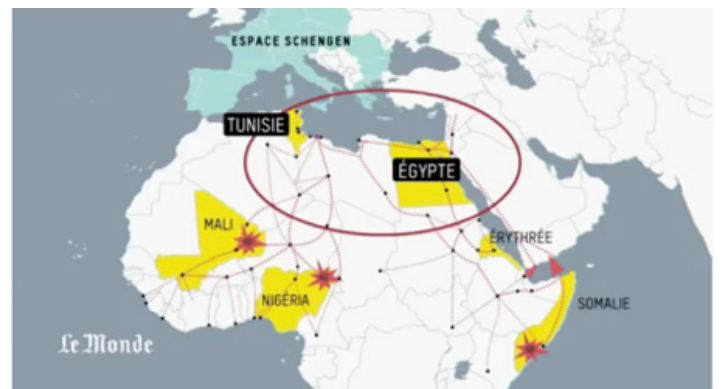 ESPACE SCHENGEN
TUNISIE
ÉGYPTE
MALI
ÉRYTHRÉE
NIGÉRIA
SOMALIE
Le Monde